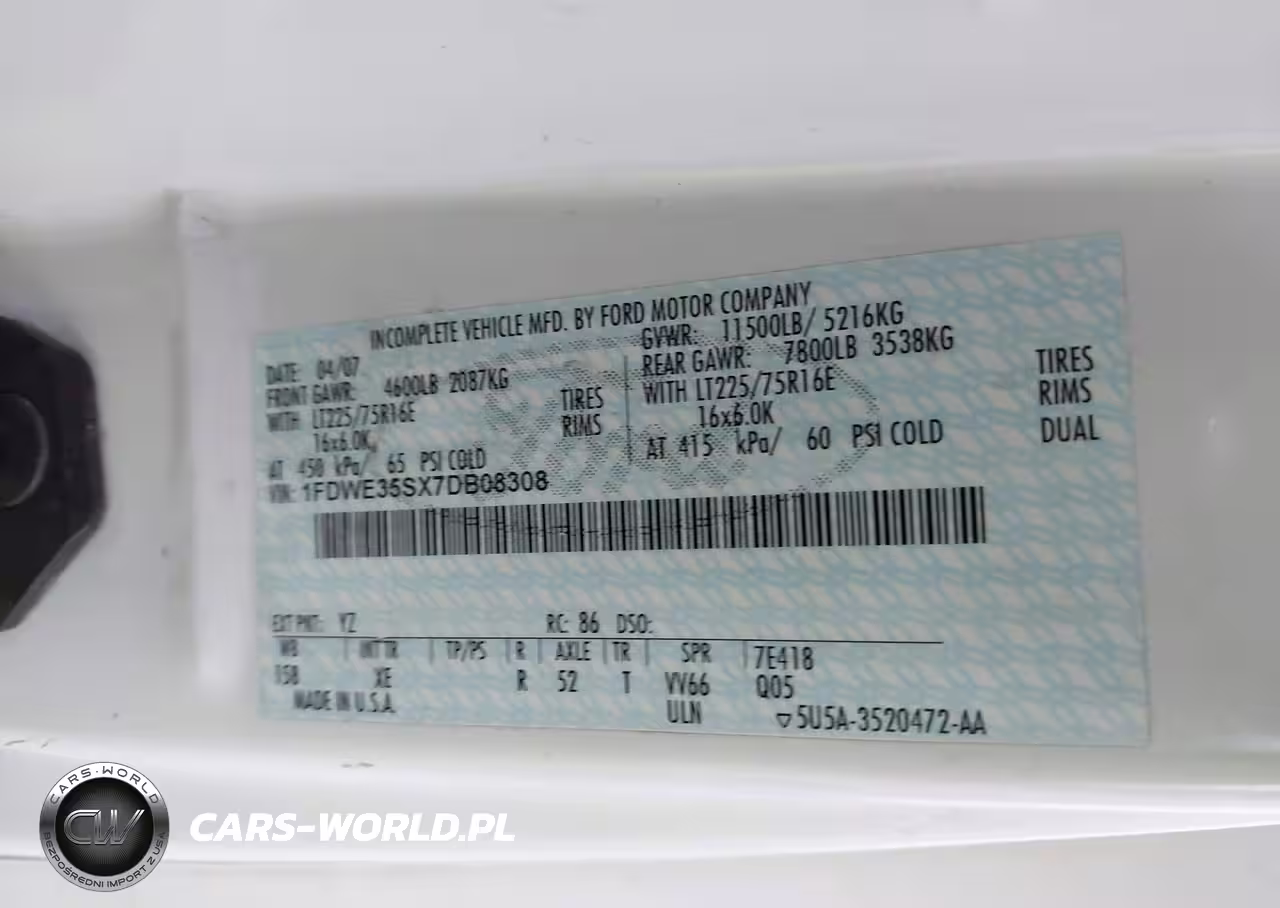 INCOMPLETE VEHICLE MFD. BY FORD MOTOR COMPANY
DATE: 04/07 GVWR: 11500LB/ 5216KG
FRONT GAWR: 4600LB 2087KG REAR GAWR: 7800LB 3538KG
WITH LT225/75R16E TIRES WITH LT225/75R16E TIRES
16x6.0K RIMS 16x6.0K RIMS
AT 450 kPa/ 65 PSI COLD AT 415 kPa/ 60 PSI COLD DUAL
VIN: 1FDWE35SX7DB08308
EXT PNT: YZ RC: 86 DSO:
WB INT TR TP/PS R AXLE TR SPR 7E418
158 XE R 52 T VV66 Q05
MADE IN U.S.A. ULN ▽5U5A-3520472-AA
CARS-WORLD
CW
BEZPOŚREDNI IMPORT Z USA
CARS-WORLD.PL